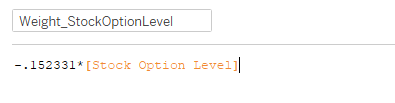 Weight_StockOptionLevel
-.152331*[Stock Option Level]